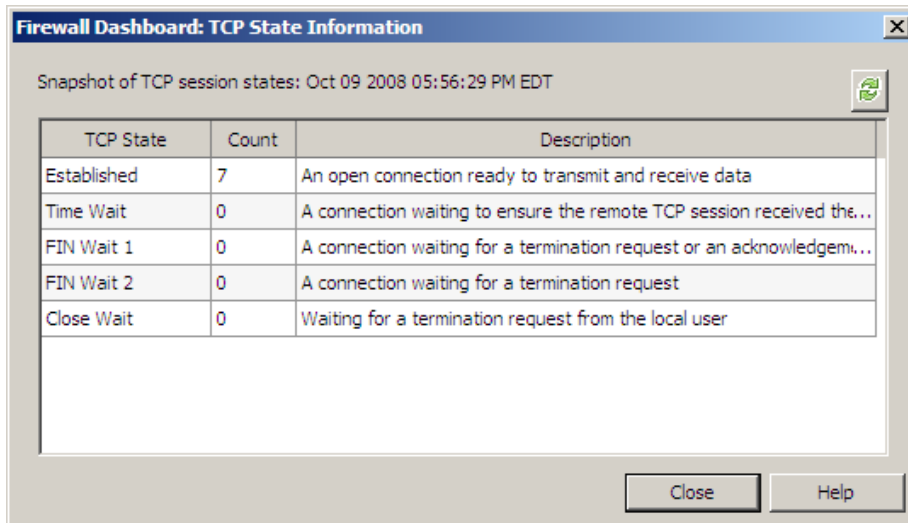 Firewall Dashboard: TCP State Information
Snapshot of TCP session states: Oct 09 2008 05:56:29 PM EDT
TCP State Count Description
Established 7 An open connection ready to transmit and receive data
Time Wait 0 A connection waiting to ensure the remote TCP session received the...
FIN Wait 1 0 A connection waiting for a termination request or an acknowledgeme...
FIN Wait 2 0 A connection waiting for a termination request
Close Wait 0 Waiting for a termination request from the local user
Close Help